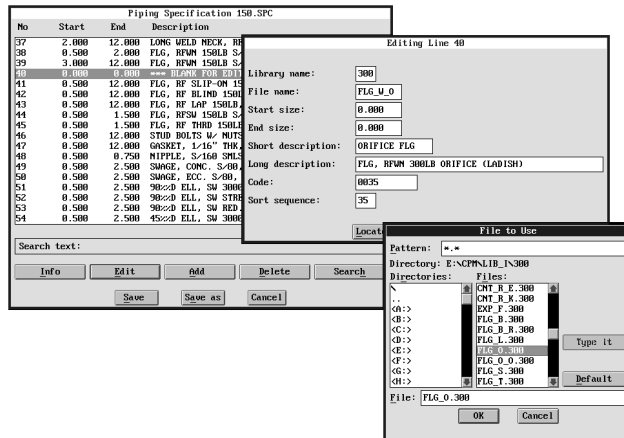 Piping Specification 150.SPC
No Start End Description
37 2.000 12.000 LONG WELD NECK, RF
38 0.500 2.000 FLG, RFWN 150LB S/
39 3.000 12.000 FLG, RFWN 150LB S/
40 0.000 0.000 *** BLANK FOR EDIT
41 0.500 12.000 FLG, RF SLIP-ON 15
42 0.500 12.000 FLG, RF BLIND 150L
43 0.500 12.000 FLG, RF LAP 150LB,
44 0.500 1.500 FLG, RFSW 150LB S/
45 0.500 1.500 FLG, RF THRD 150LB
46 0.500 12.000 STUD BOLTS W/ NUTS
47 0.500 12.000 GASKET, 1/16" THK,
48 0.500 0.750 NIPPLE, S/160 SMLS
49 0.500 2.500 SWAGE, CONC. S/80,
50 0.500 2.500 SWAGE, ECC. S/80,
51 0.500 2.500 90%%D ELL, SW 3000
52 0.500 2.500 90%%D ELL, SW STRE
53 0.500 2.500 90%%D ELL, SW RED.
54 0.500 2.500 45%%D ELL, SW 3000
Search text:
Info Edit Add Delete Search
Save Save as Cancel
Editing Line 40
Library name: 300
File name: FLG_W_O
Start size: 0.000
End size: 0.000
Short description: ORIFICE FLG
Long description: FLG, RFWN 300LB ORIFICE (LADISH)
Code: 0035
Sort sequence: 35
Locate
File to Use
Pattern: *.*
Directory: E:\CPM\LIB_I\300
Directories: Files:
\ CNT_R_E.300
.. CNT_R_K.300
<A:> EXP_F.300
<B:> FLG_B.300
<C:> FLG_B_R.300
<D:> FLG_L.300
<E:> FLG_O.300
<F:> FLG_O_O.300
<G:> FLG_S.300
<H:> FLG_T.300
Type it
Default
File: FLG_O.300
OK Cancel